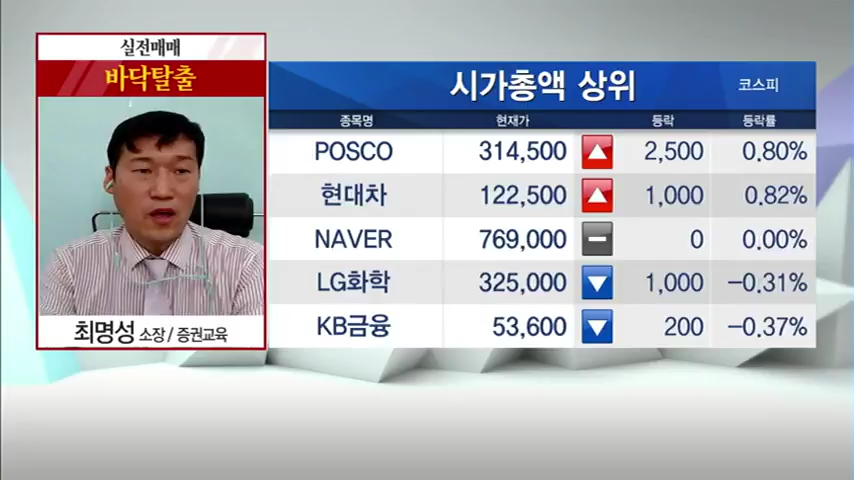 실전매매
바닥탈출
최명성 소장 / 증권교육
시가총액 상위 코스피
종목명 현재가 등락 등락률
POSCO 314,500 ▲ 2,500 0.80%
현대차 122,500 ▲ 1,000 0.82%
NAVER 769,000 － 0 0.00%
LG화학 325,000 ▼ 1,000 -0.31%
KB금융 53,600 ▼ 200 -0.37%